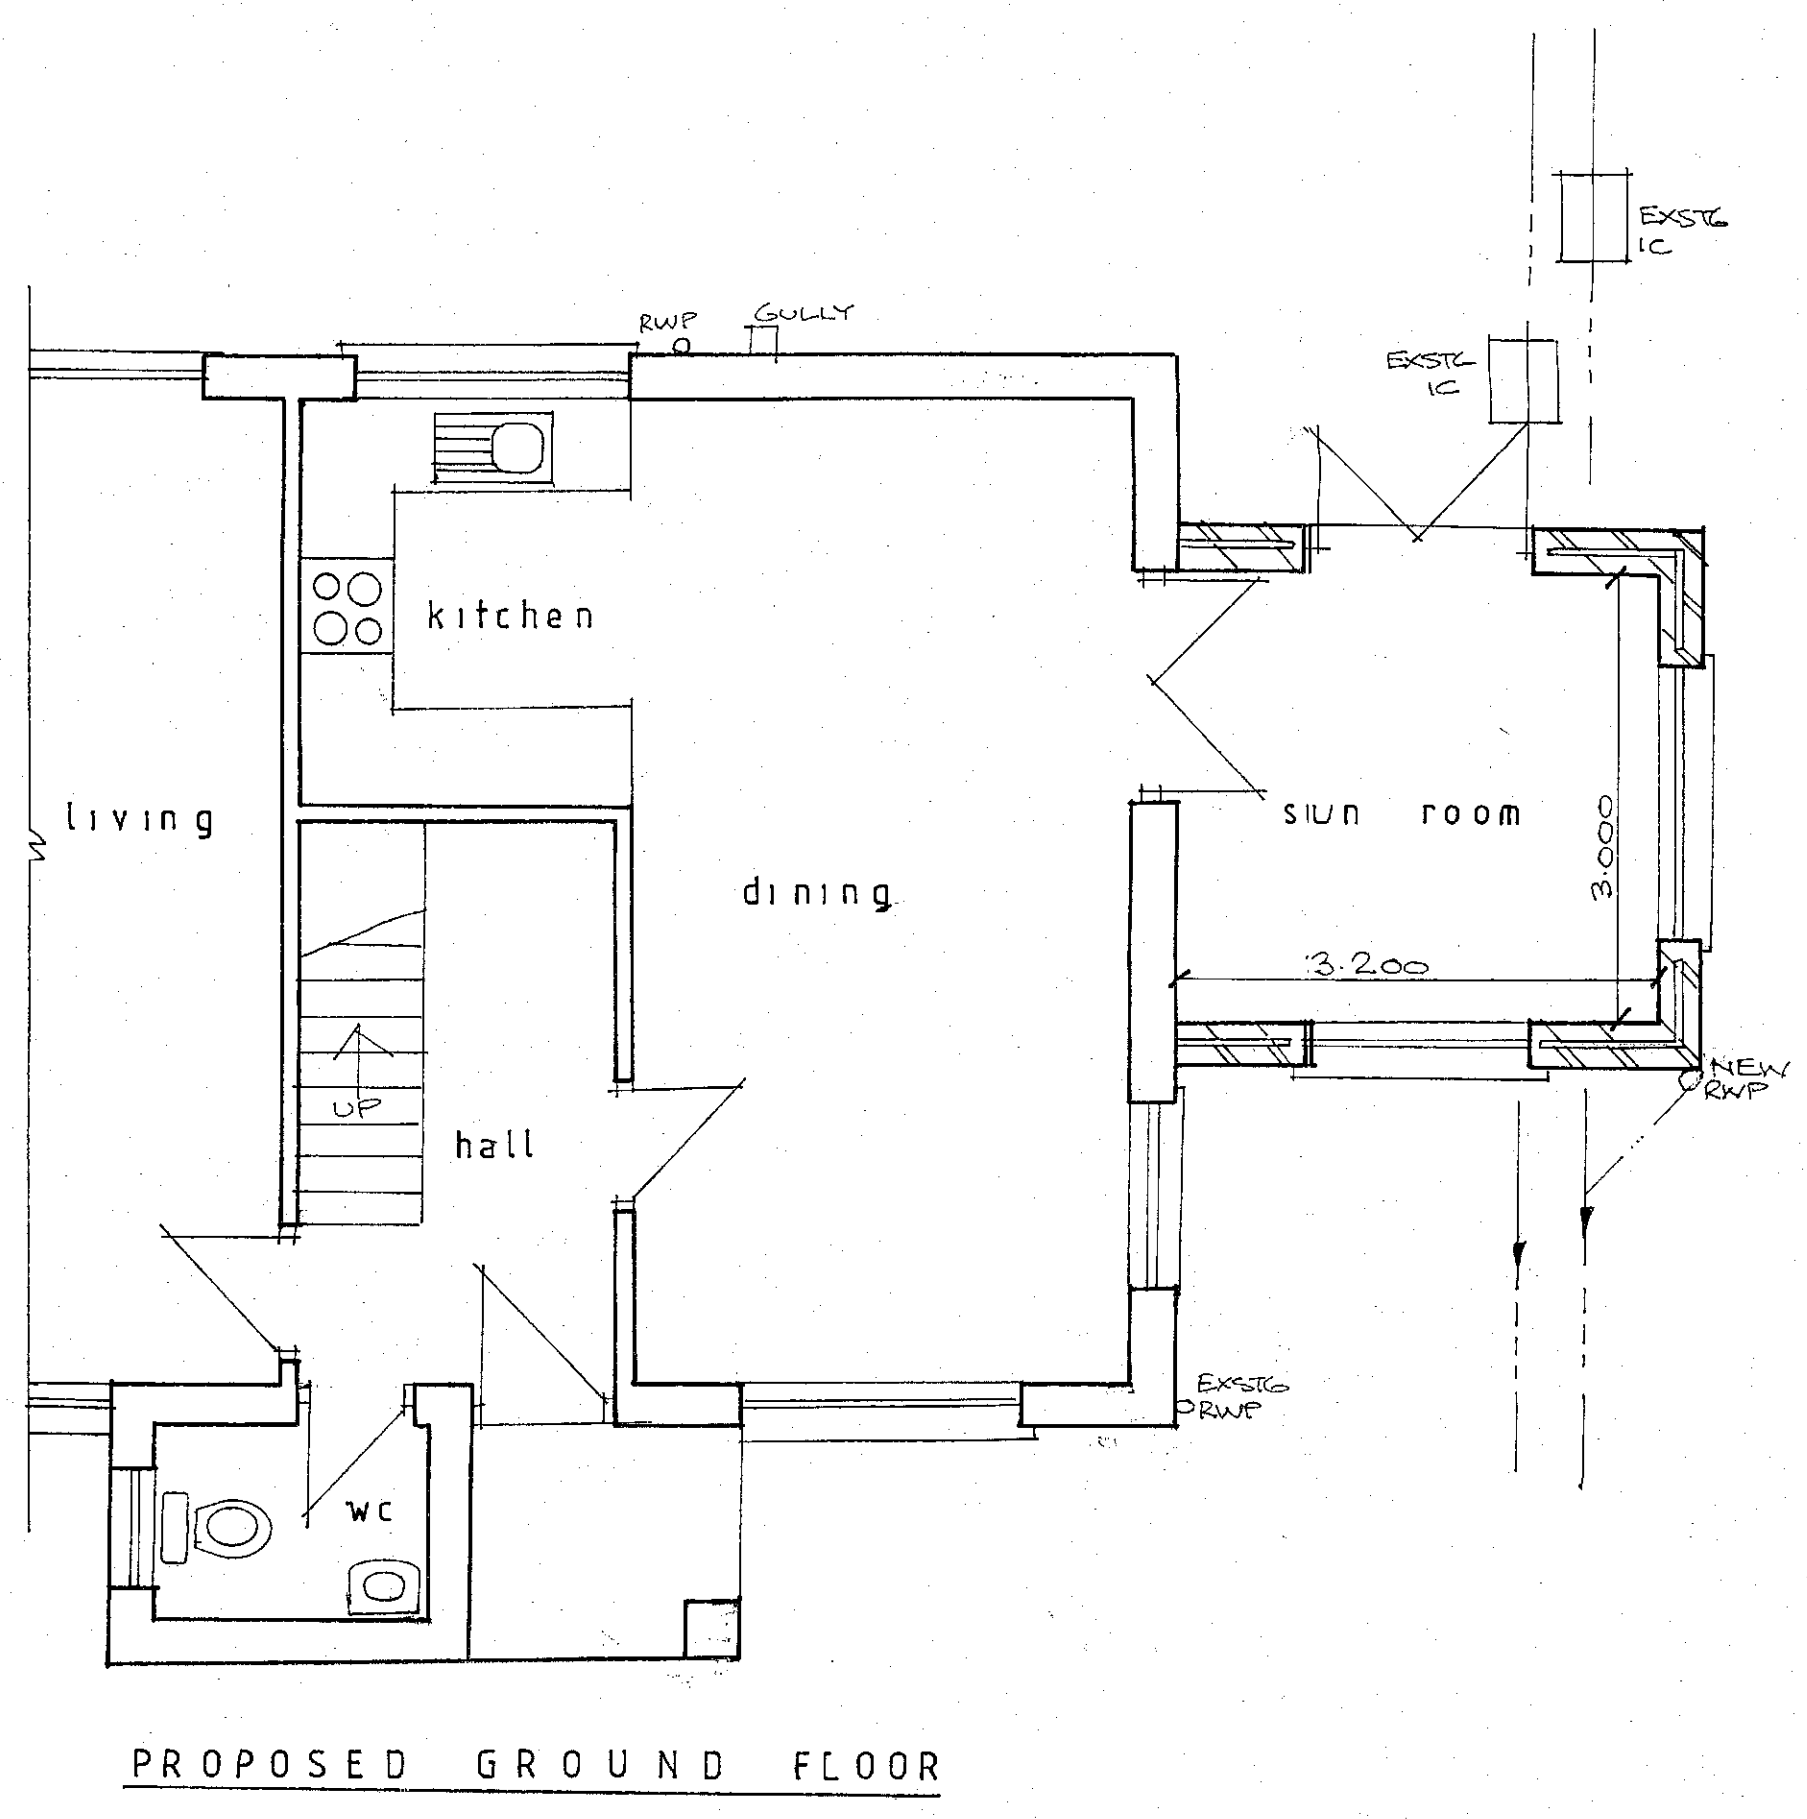 EXSTG
IC
RWP
GULLY
EXSTG
IC
kitchen
living
sun room
3.000
dining
3.200
NEW
RWP
UP
hall
EXSTG
RWP
WC
PROPOSED GROUND FLOOR